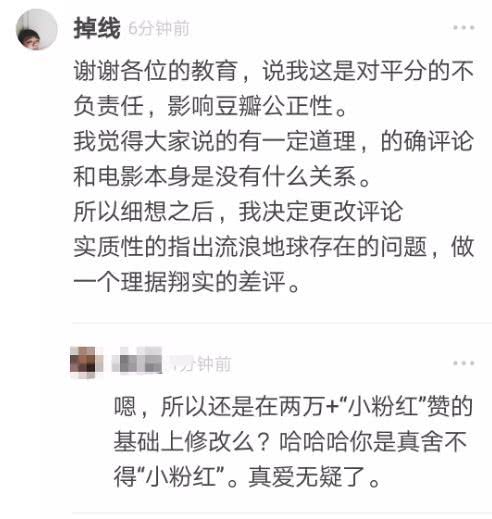 掉线 6分钟前
谢谢各位的教育，说我这是对平分的不
负责任，影响豆瓣公正性。
我觉得大家说的有一定道理，的确评论
和电影本身是没有什么关系。
所以细想之后，我决定更改评论
实质性的指出流浪地球存在的问题，做
一个理据翔实的差评。
分钟前
嗯，所以还是在两万+“小粉红”赞的
基础上修改么？哈哈哈你是真舍不
得“小粉红”。真爱无疑了。